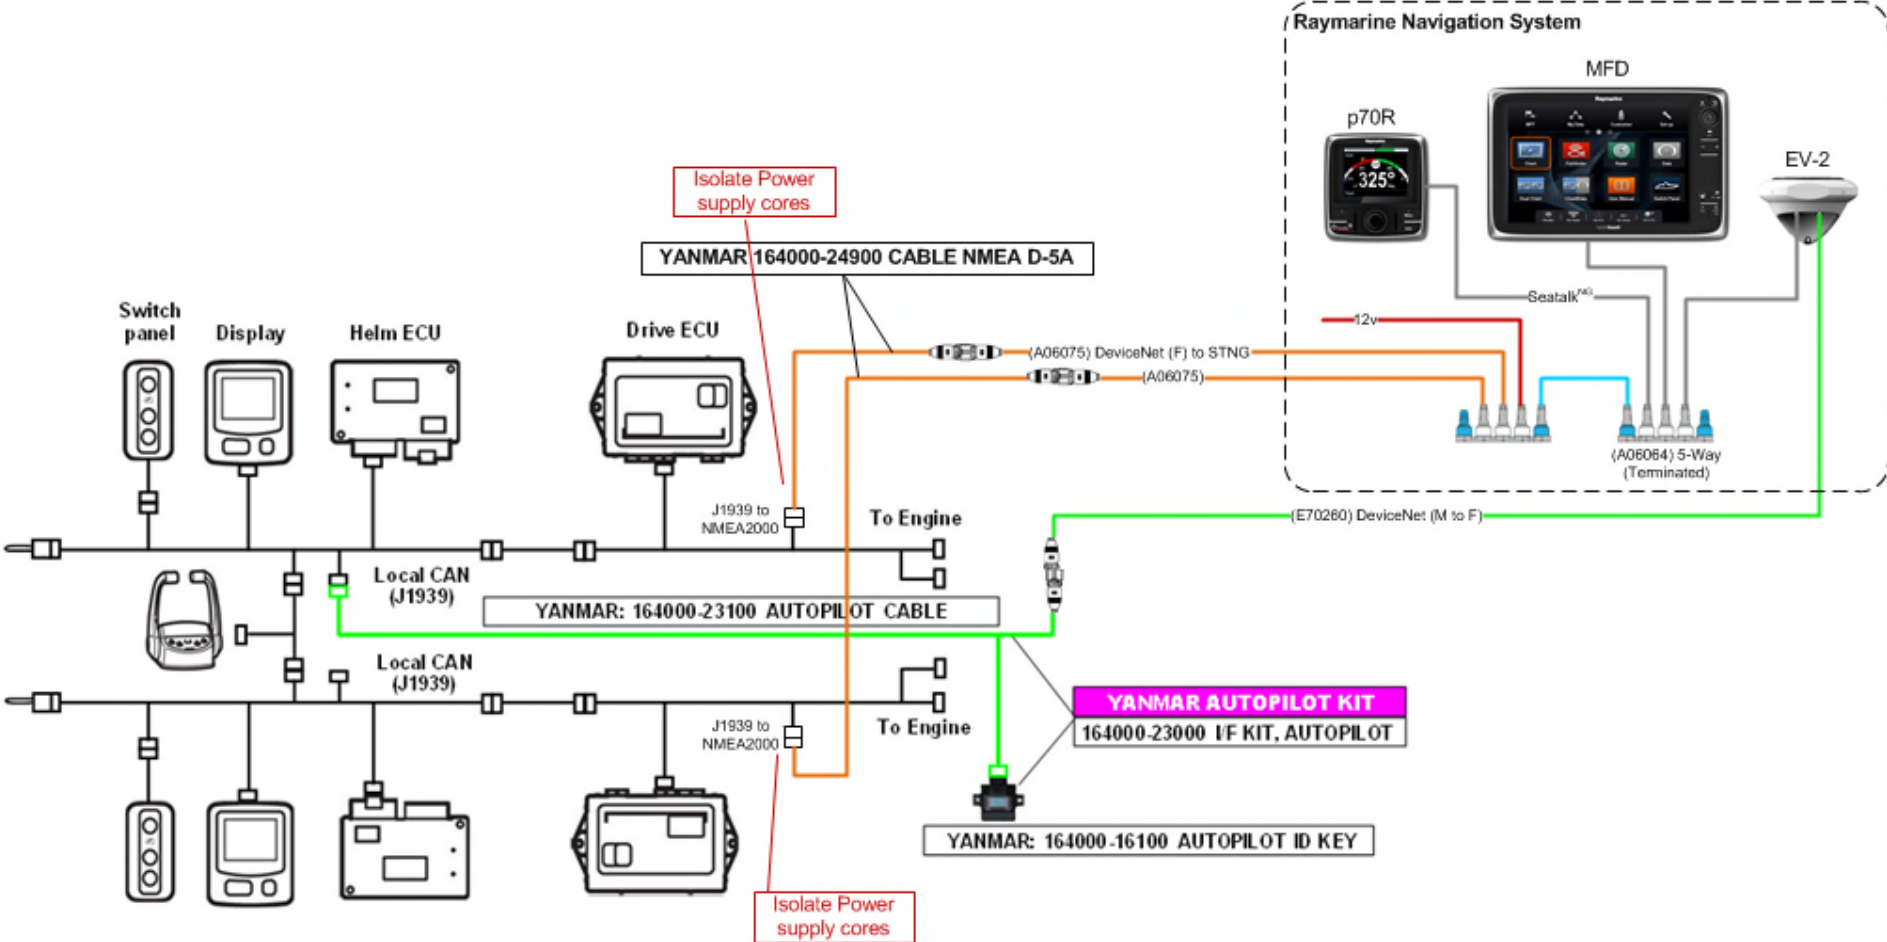 Raymarine Navigation System
MFD
p70R
EV-2
325°
Isolate Power
supply cores
YANMAR 164000-24900 CABLE NMEA D-5A
Seatalk NG
12v
Switch
panel
Display
Helm ECU
Drive ECU
(A06075) DeviceNet (F) to STNG
(A06075)
(A06064) 5-Way
(Terminated)
J1939 to
NMEA2000
To Engine
(E70260) DeviceNet (M to F)
Local CAN
(J1939)
YANMAR: 164000-23100 AUTOPILOT CABLE
Local CAN
(J1939)
J1939 to
NMEA2000
To Engine
YANMAR AUTOPILOT KIT
164000-23000 I/F KIT, AUTOPILOT
YANMAR: 164000-16100 AUTOPILOT ID KEY
Isolate Power
supply cores